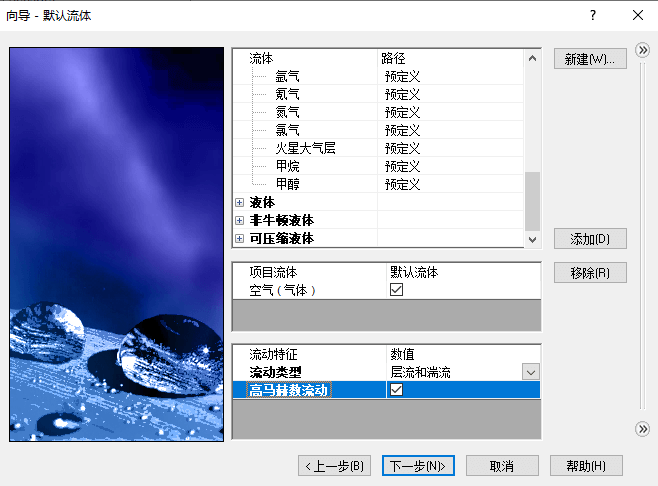 向导 - 默认流体
流体 路径
氩气 预定义
氪气 预定义
氮气 预定义
氯气 预定义
火星大气层 预定义
甲烷 预定义
甲醇 预定义
液体
非牛顿液体
可压缩液体
新建(W)...
添加(D)
项目流体 默认流体
空气 ( 气体 )
移除(R)
流动特征 数值
流动类型 层流和湍流
高马赫数流动
< 上一步(B) 下一步(N)> 取消 帮助(H)